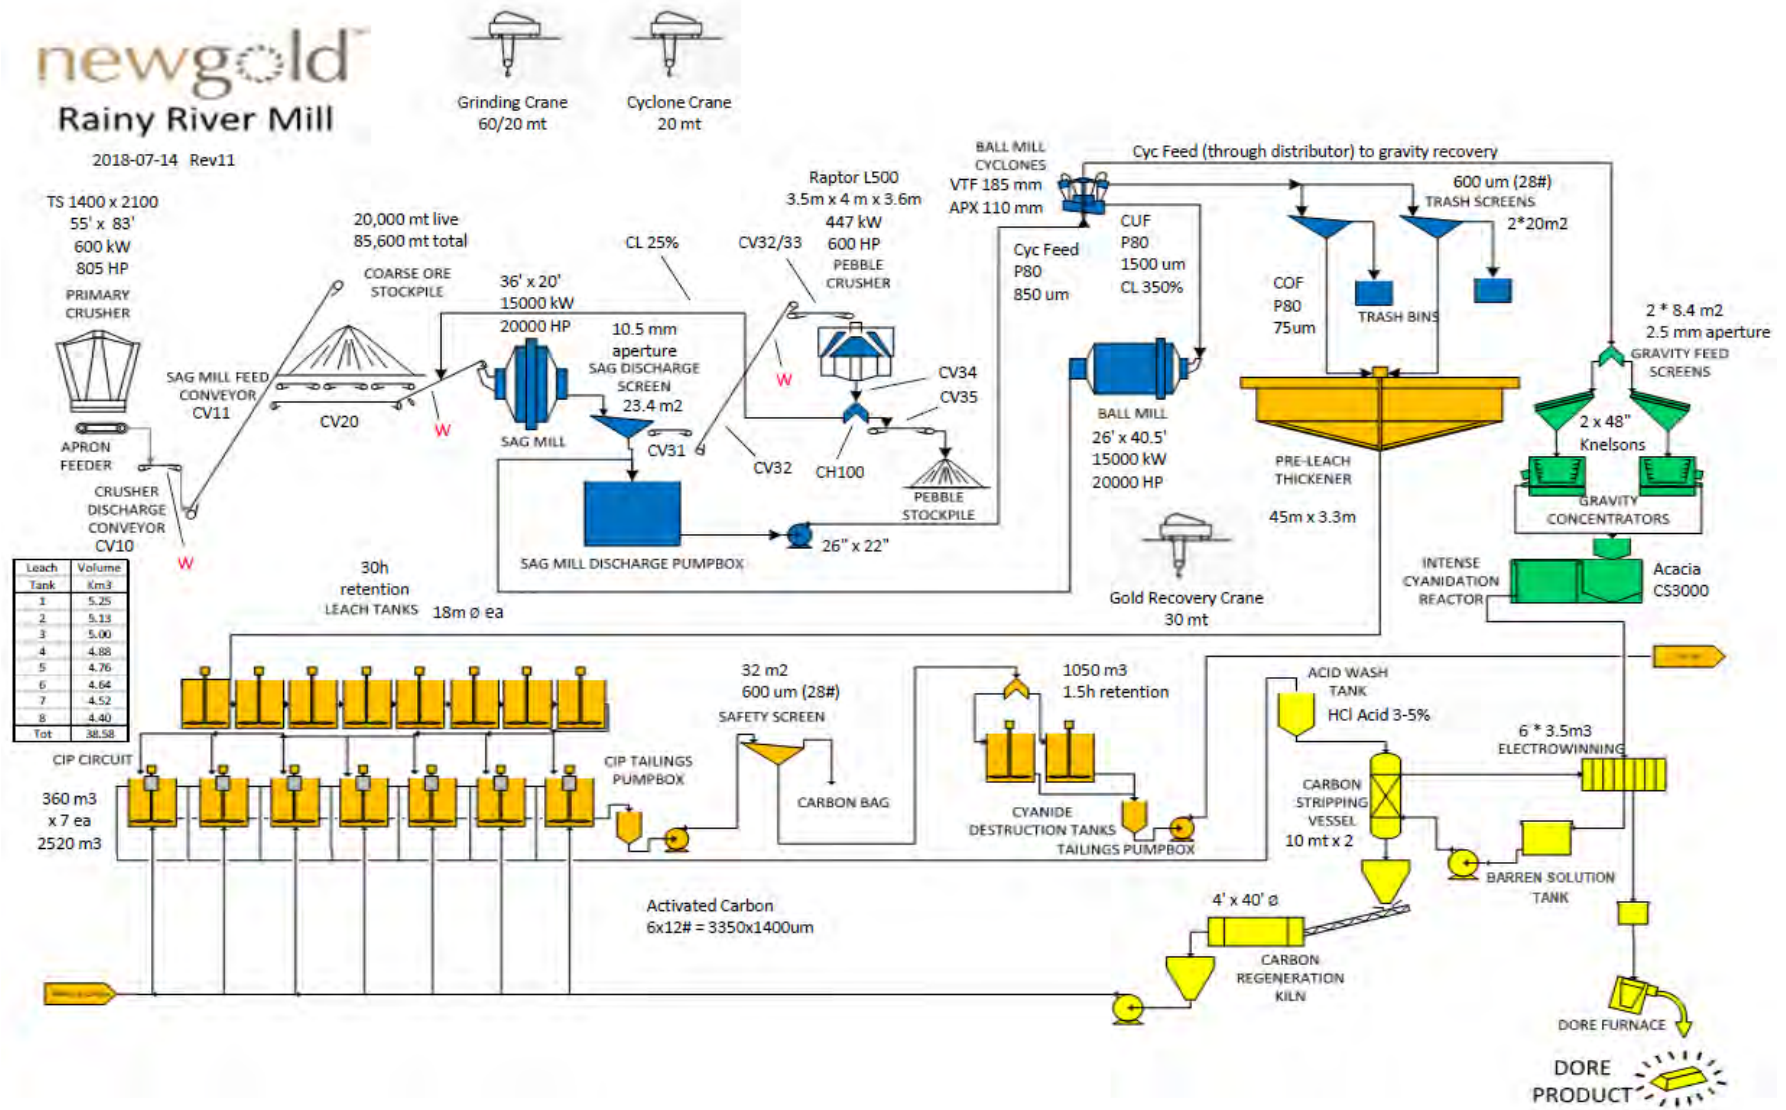 newgold™
Rainy River Mill
2018-07-14 Rev11
Grinding Crane
60/20 mt
Cyclone Crane
20 mt
TS 1400 x 2100
55' x 83'
600 kW
805 HP
PRIMARY
CRUSHER
APRON
FEEDER
CRUSHER
DISCHARGE
CONVEYOR
CV10
W
SAG MILL FEED
CONVEYOR
CV11
20,000 mt live
85,600 mt total
COARSE ORE
STOCKPILE
CV20
W
36' x 20'
15000 kW
20000 HP
SAG MILL
CL 25%
10.5 mm
aperture
SAG DISCHARGE
SCREEN
23.4 m2
CV31
CV32
CV32/33
W
Raptor L500
3.5m x 4 m x 3.6m
447 kW
600 HP
PEBBLE
CRUSHER
CV34
CV35
CH100
PEBBLE
STOCKPILE
SAG MILL DISCHARGE PUMPBOX
26" x 22"
BALL MILL
CYCLONES
VTF 185 mm
APX 110 mm
Cyc Feed
P80
850 um
CUF
P80
1500 um
CL 350%
BALL MILL
26' x 40.5'
15000 kW
20000 HP
Cyc Feed (through distributor) to gravity recovery
600 um (28#)
TRASH SCREENS
2*20m2
COF
P80
75um
TRASH BINS
PRE-LEACH
THICKENER
45m x 3.3m
2 * 8.4 m2
2.5 mm aperture
GRAVITY FEED
SCREENS
2 x 48"
Knelsons
GRAVITY
CONCENTRATORS
INTENSE
CYANIDATION
REACTOR
Acacia
CS3000
Gold Recovery Crane
30 mt
Leach Volume
Tank Km3
1 5.25
2 5.13
3 5.00
4 4.88
5 4.76
6 4.64
7 4.52
8 4.40
Tot 38.58
30h
retention
LEACH TANKS
18m ø ea
CIP CIRCUIT
360 m3
x 7 ea
2520 m3
CIP TAILINGS
PUMPBOX
32 m2
600 um (28#)
SAFETY SCREEN
CARBON BAG
1050 m3
1.5h retention
CYANIDE
DESTRUCTION TANKS
TAILINGS PUMPBOX
ACID WASH
TANK
HCl Acid 3-5%
CARBON
STRIPPING
VESSEL
10 mt x 2
6 * 3.5m3
ELECTROWINNING
BARREN SOLUTION
TANK
Activated Carbon
6x12# = 3350x1400um
4' x 40' ø
CARBON
REGENERATION
KILN
DORE FURNACE
DORE
PRODUCT